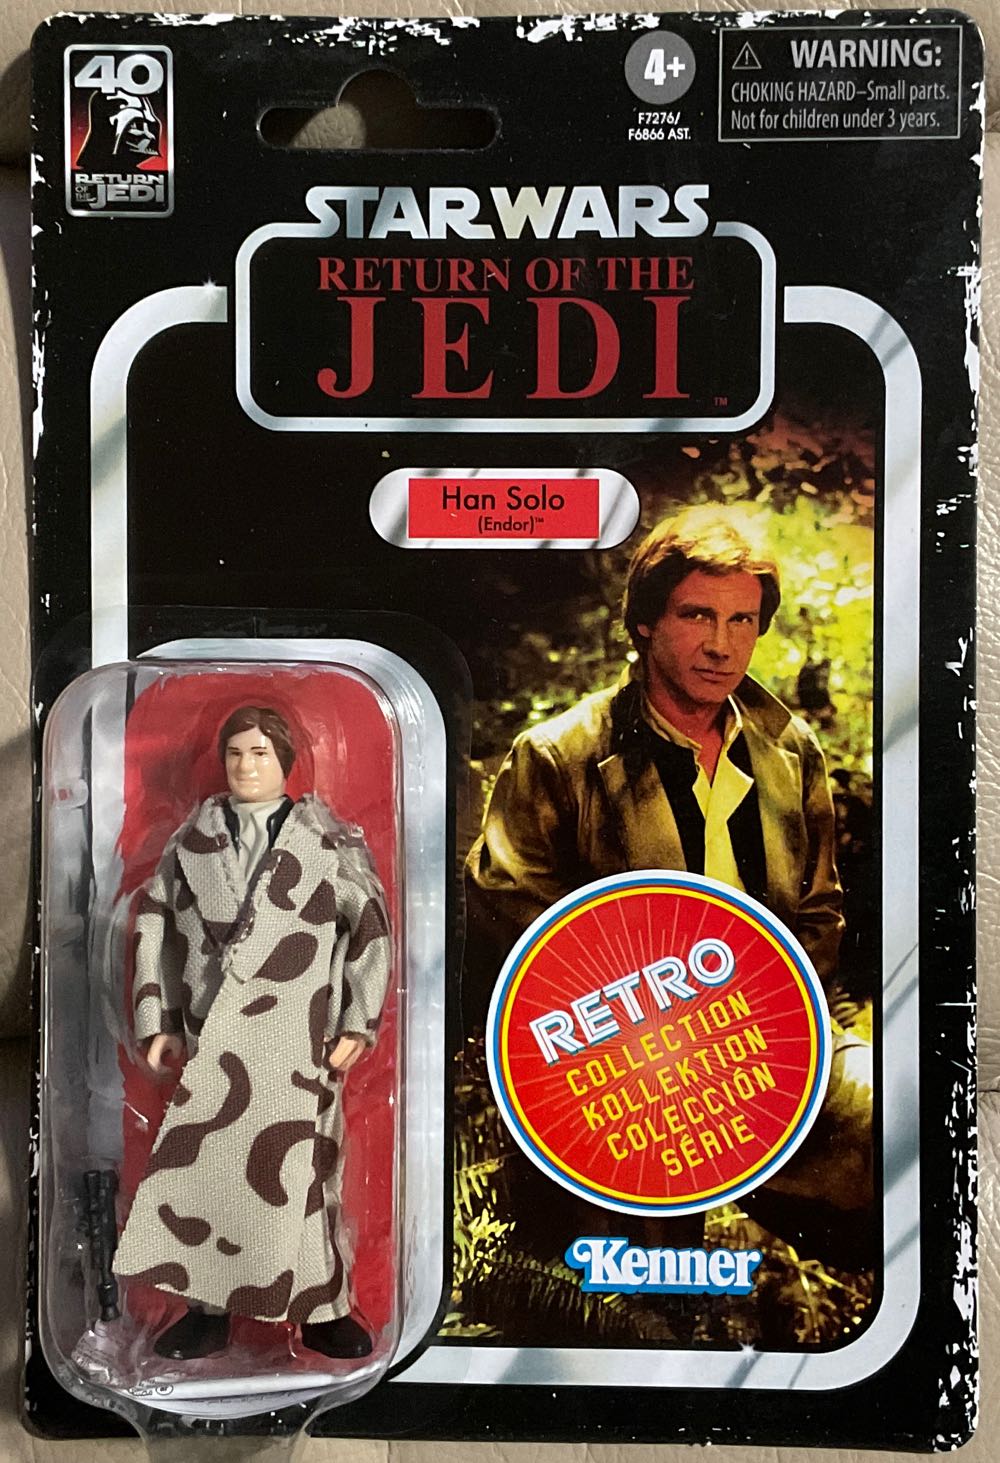 40
RETURN
OF THE
JEDI
4+
F7276/
F6866 AST.
⚠ WARNING:
CHOKING HAZARD–Small parts.
Not for children under 3 years.
STAR WARS
RETURN OF THE
JEDI
TM
Han Solo
(Endor)™
RETRO
COLLECTION
KOLLEKTION
COLECCIÓN
SÉRIE
Kenner